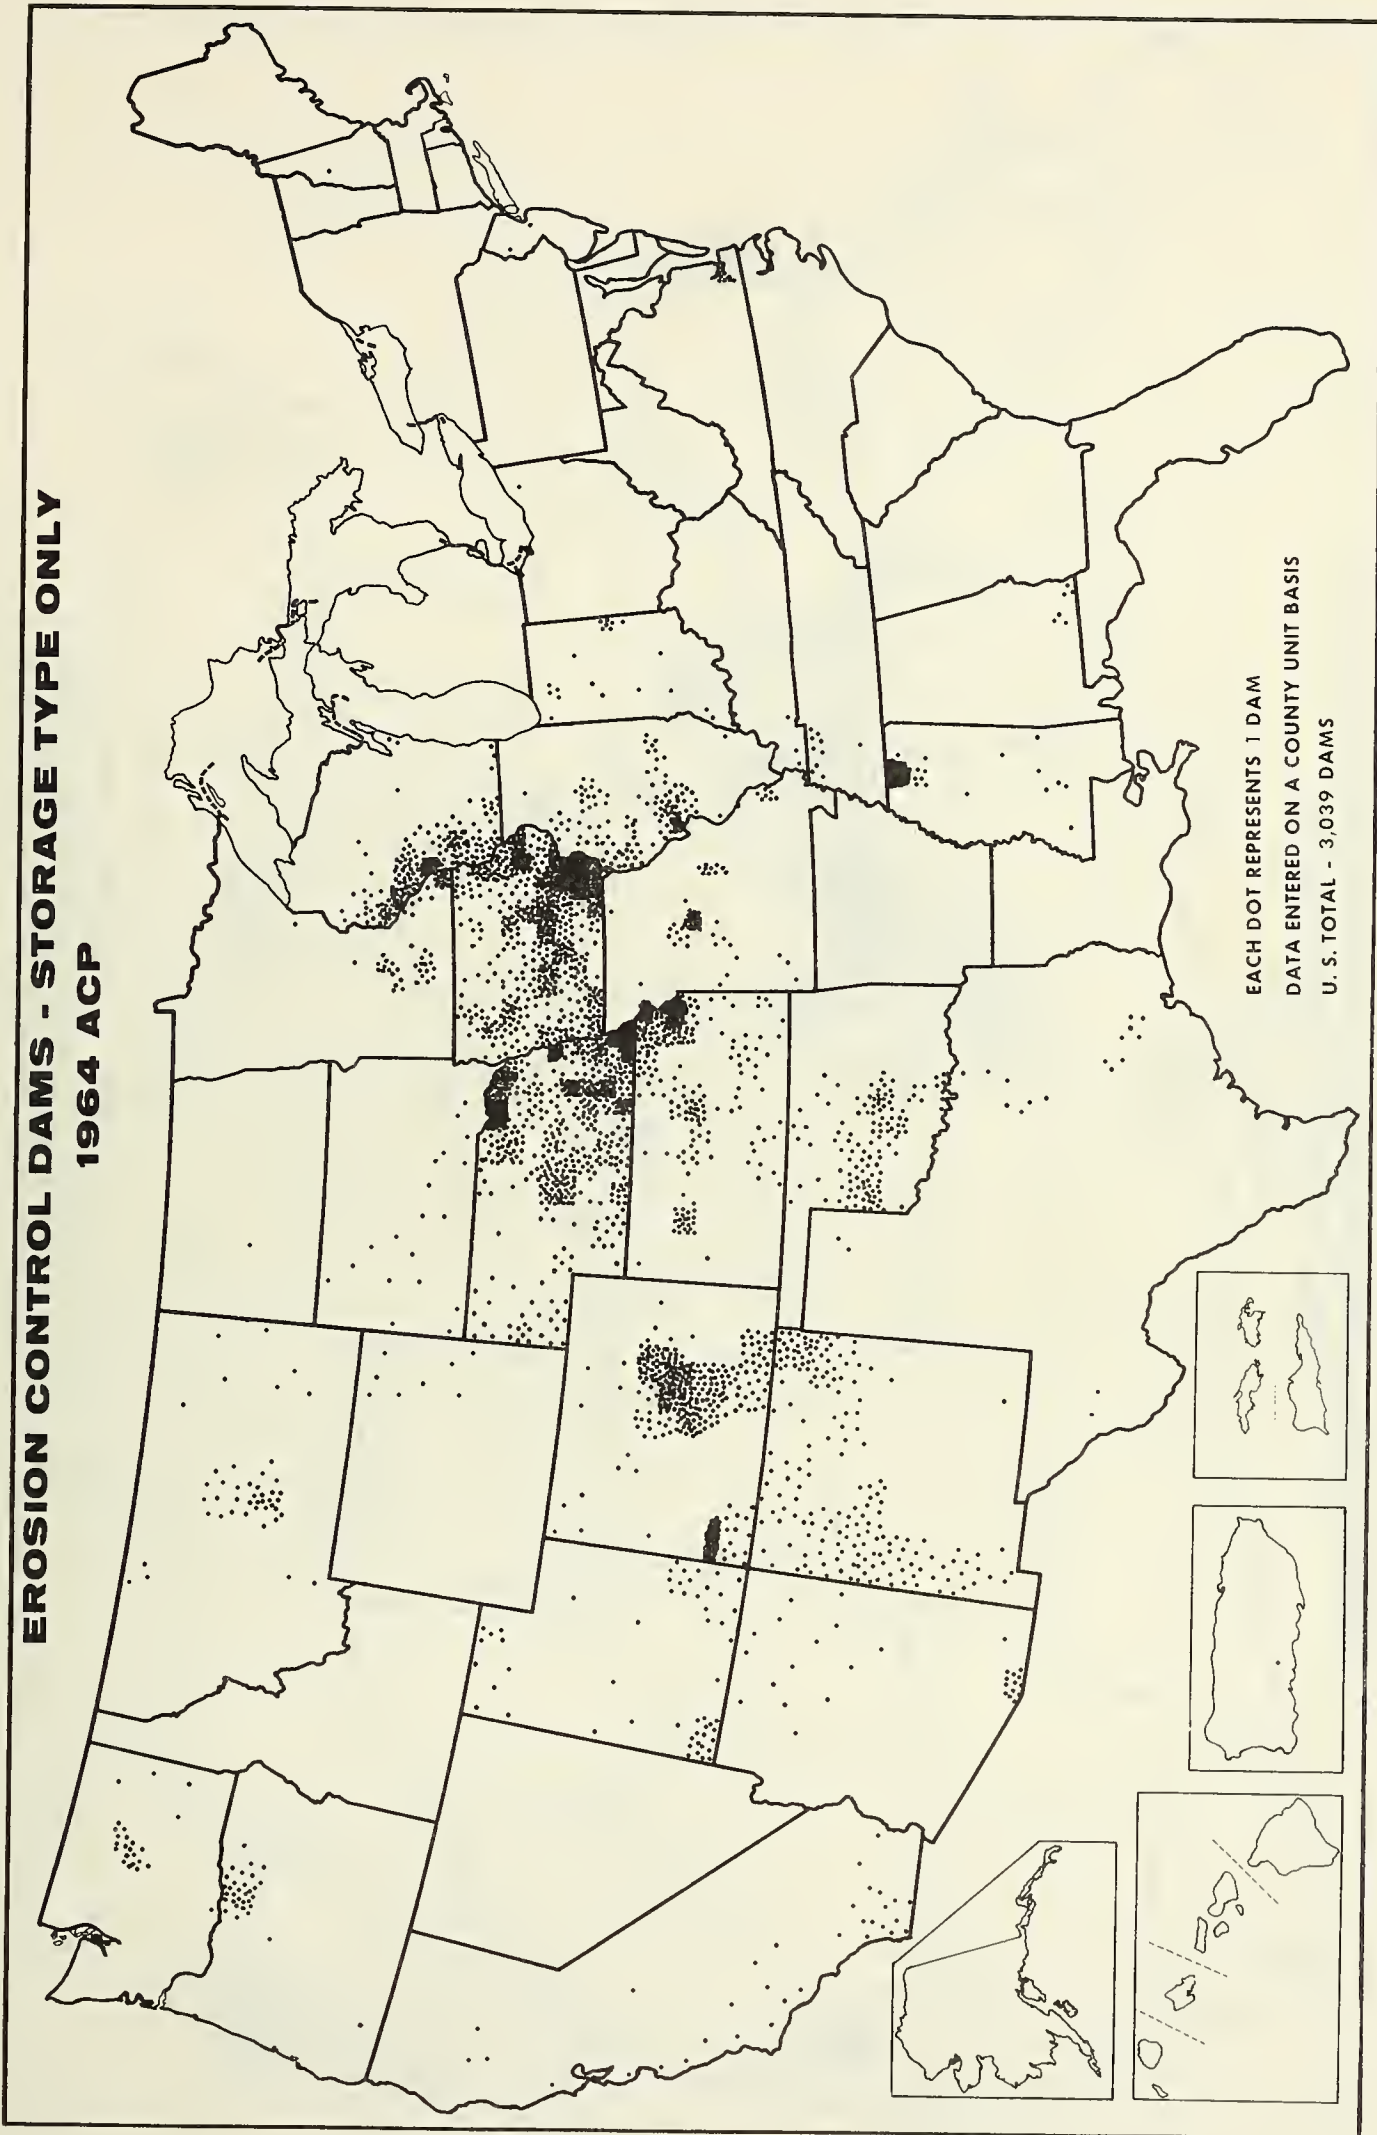 EROSION CONTROL DAMS - STORAGE TYPE ONLY
1964 ACP
EACH DOT REPRESENTS 1 DAM
DATA ENTERED ON A COUNTY UNIT BASIS
U. S. TOTAL - 3,039 DAMS